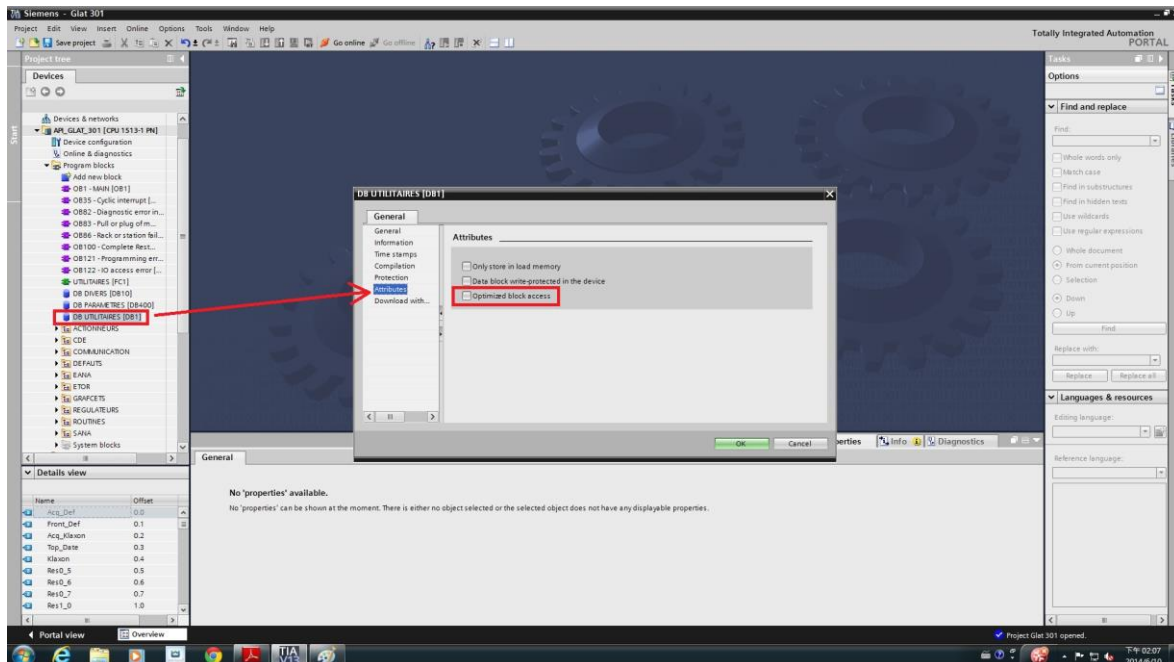 Siemens - Glat 301
Project Edit View Insert Online Options Tools Window Help
Save project Go online Go offline
Totally Integrated Automation
PORTAL
Project tree
Devices
Start
Devices & networks
API_GLAT_301 [CPU 1513-1 PN]
Device configuration
Online & diagnostics
Program blocks
Add new block
OB1 - MAIN [OB1]
OB35 - Cyclic interrupt [...
OB82 - Diagnostic error in...
OB83 - Pull or plug of m...
OB86 - Rack or station fail...
OB100 - Complete Rest...
OB121 - Programming err...
OB122 - IO access error [...
UTILITAIRES [FC1]
DB DIVERS [DB10]
DB PARAMETRES [DB400]
DB UTILITAIRES [DB1]
ACTIONNEURS
CDE
COMMUNICATION
DEFAUTS
EANA
ETOR
GRAFCETS
REGULATEURS
ROUTINES
SANA
System blocks
Details view
Name Offset
Acq_Def 0.0
Front_Def 0.1
Acq_Klaxon 0.2
Top_Date 0.3
Klaxon 0.4
Res0_5 0.5
Res0_6 0.6
Res0_7 0.7
Res1_0 1.0
DB UTILITAIRES [DB1] X
General
General
Information
Time stamps
Compilation
Protection
Attributes
Download with...
Attributes
Only store in load memory
Data block write-protected in the device
Optimized block access
OK Cancel
erties Info Diagnostics
General
No 'properties' available.
No 'properties' can be shown at the moment. There is either no object selected or the selected object does not have any displayable properties.
Tasks
Options
Find and replace
Find:
Whole words only
Match case
Find in substructures
Find in hidden texts
Use wildcards
Use regular expressions
Whole document
From current position
Selection
Down
Up
Find
Replace with:
Replace Replace all
Languages & resources
Editing language:
Reference language:
Portal view Overview
Project Glat 301 opened.
TIA
V13
下午 02:07
2014/6/10